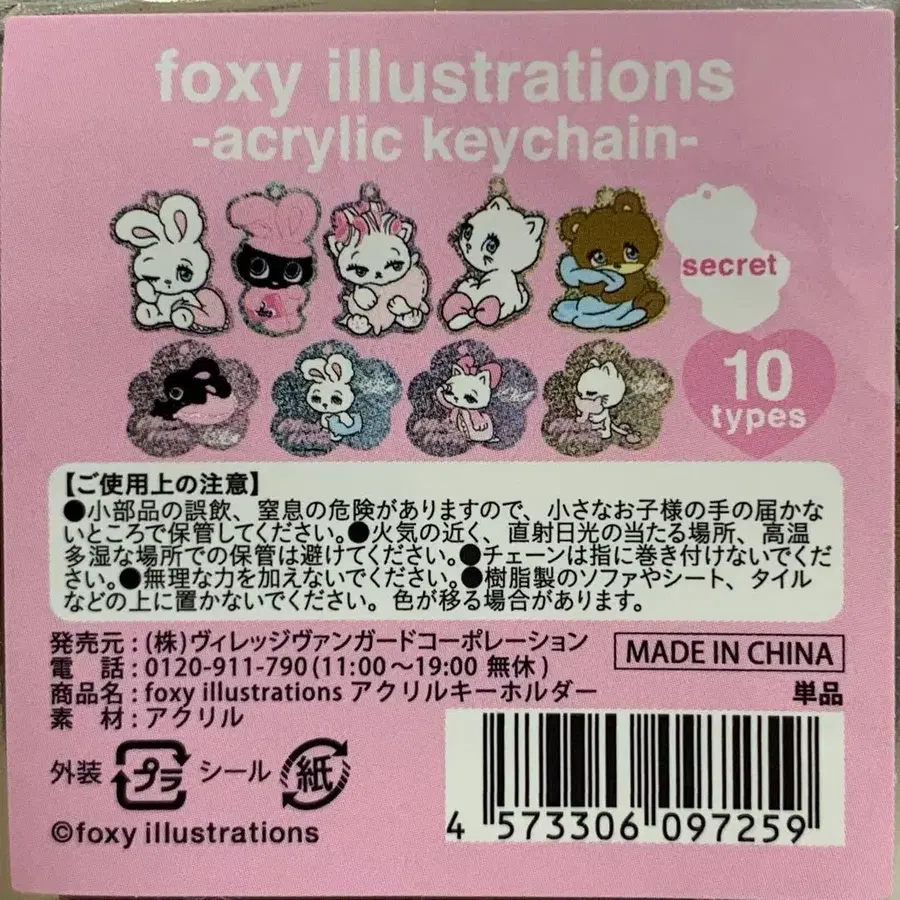 foxy illustrations
-acrylic keychain-
secret
10
types
【ご使用上の注意】
●小部品の誤飲、窒息の危険がありますので、小さなお子様の手の届かな
いところで保管してください。●火気の近く、直射日光の当たる場所、高温
多湿な場所での保管は避けてください。●チェーンは指に巻き付けないでくだ
さい。●無理な力を加えないでください。●樹脂製のソファやシート、タイル
などの上に置かないでください。色が移る場合があります。
発売元:(株)ヴィレッジヴァンガードコーポレーション
電 話:0120-911-790(11:00〜19:00 無休)
MADE IN CHINA
商品名:foxy illustrations アクリルキーホルダー
単品
素 材:アクリル
外装 プラ シール 紙
©foxy illustrations
4 573306 097259